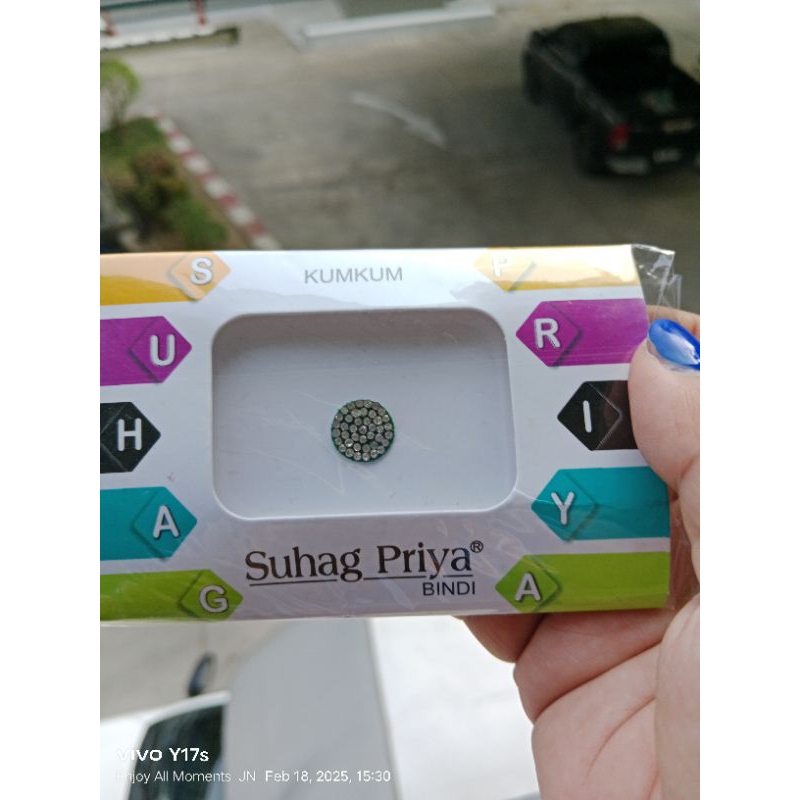 KUMKUM
S
U
H
A
G
P
R
I
Y
A
Suhag Priya®
BINDI
vivo Y17s
Enjoy All Moments JN Feb 18, 2025, 15:30